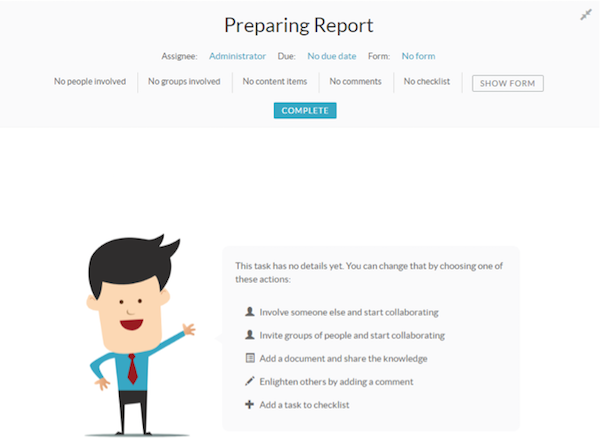 Preparing Report
Assignee: Administrator Due: No due date Form: No form
No people involved No groups involved No content items No comments No checklist SHOW FORM
COMPLETE
This task has no details yet. You can change that by choosing one of
these actions:
Involve someone else and start collaborating
Invite groups of people and start collaborating
Add a document and share the knowledge
Enlighten others by adding a comment
Add a task to checklist